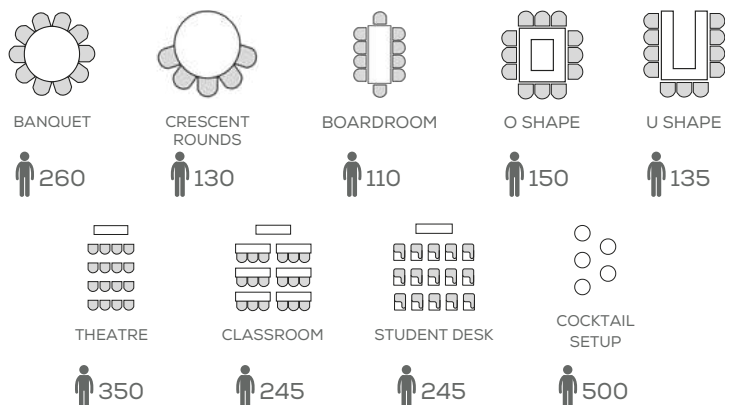 BANQUET
CRESCENT
ROUNDS
BOARDROOM
O SHAPE
U SHAPE
260
130
110
150
135
THEATRE
CLASSROOM
STUDENT DESK
COCKTAIL
SETUP
350
245
245
500